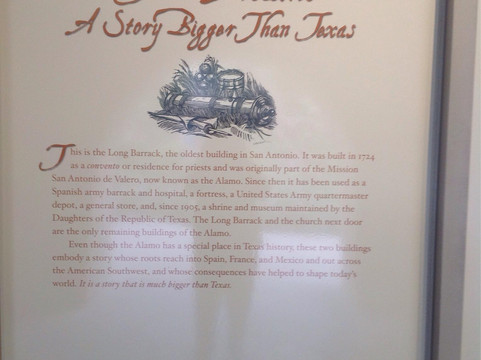 A Story Bigger Than Texas
This is the Long Barrack, the oldest building in San Antonio. It was built in 1724
as a convento or residence for priests and was originally part of the Mission
San Antonio de Valero, now known as the Alamo. Since then it has been used as a
Spanish army barrack and hospital, a fortress, a United States Army quartermaster
depot, a general store, and, since 1905, a shrine and museum maintained by the
Daughters of the Republic of Texas. The Long Barrack and the church next door
are the only remaining buildings of the Alamo.
Even though the Alamo has a special place in Texas history, these two buildings
embody a story whose roots reach into Spain, France, and Mexico and out across
the American Southwest, and whose consequences have helped to shape today's
world. It is a story that is much bigger than Texas.